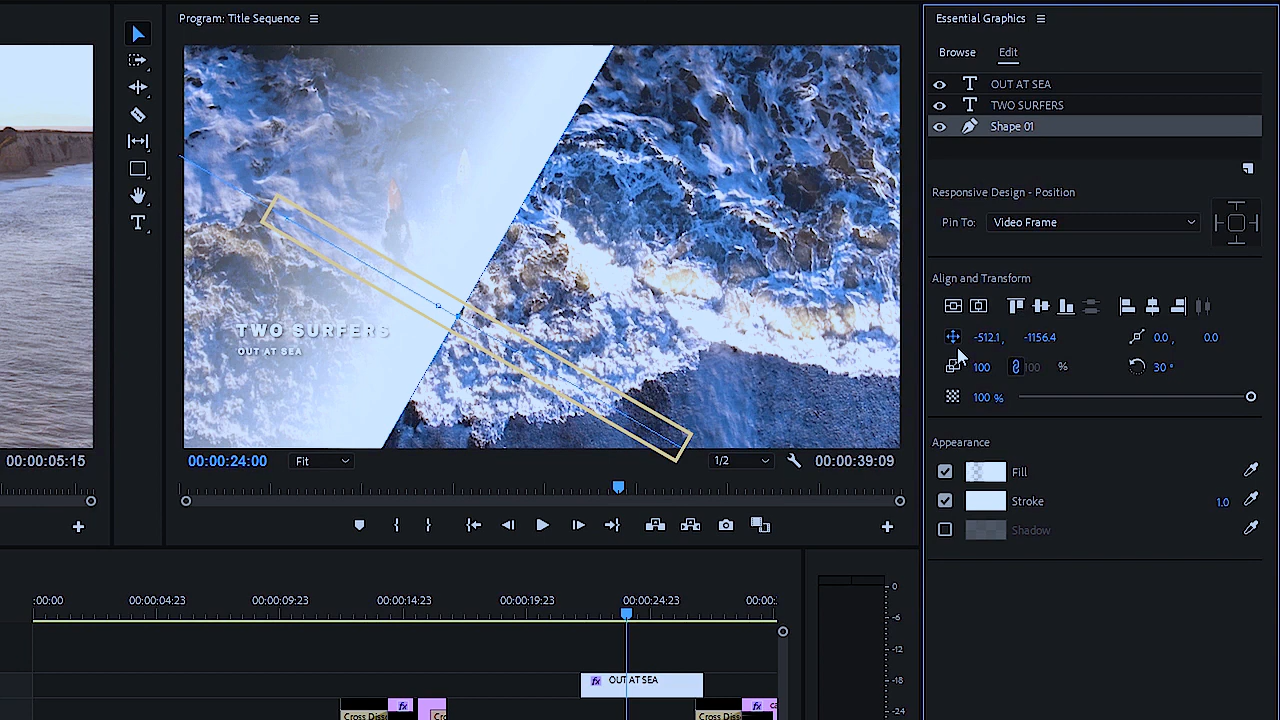 Program: Title Sequence
Essential Graphics
Browse Edit
OUT AT SEA
TWO SURFERS
Shape 01
Responsive Design - Position
Pin To: Video Frame
Align and Transform
-512.1, -1156.4 0.0, 0.0
100 100 % 30 °
100 %
TWO SURFERS
OUT AT SEA
Appearance
Fill
Stroke 1.0
Shadow
00:00:05:15
00:00:24:00 Fit 1/2 00:00:39:09
:00:00 00:00:04:23 00:00:09:23 00:00:14:23 00:00:19:23 00:00:24:23 00:00:
fx OUT AT SEA
fx fx
Cross Diss Cross Diss
0
-6
-12
-18
-24